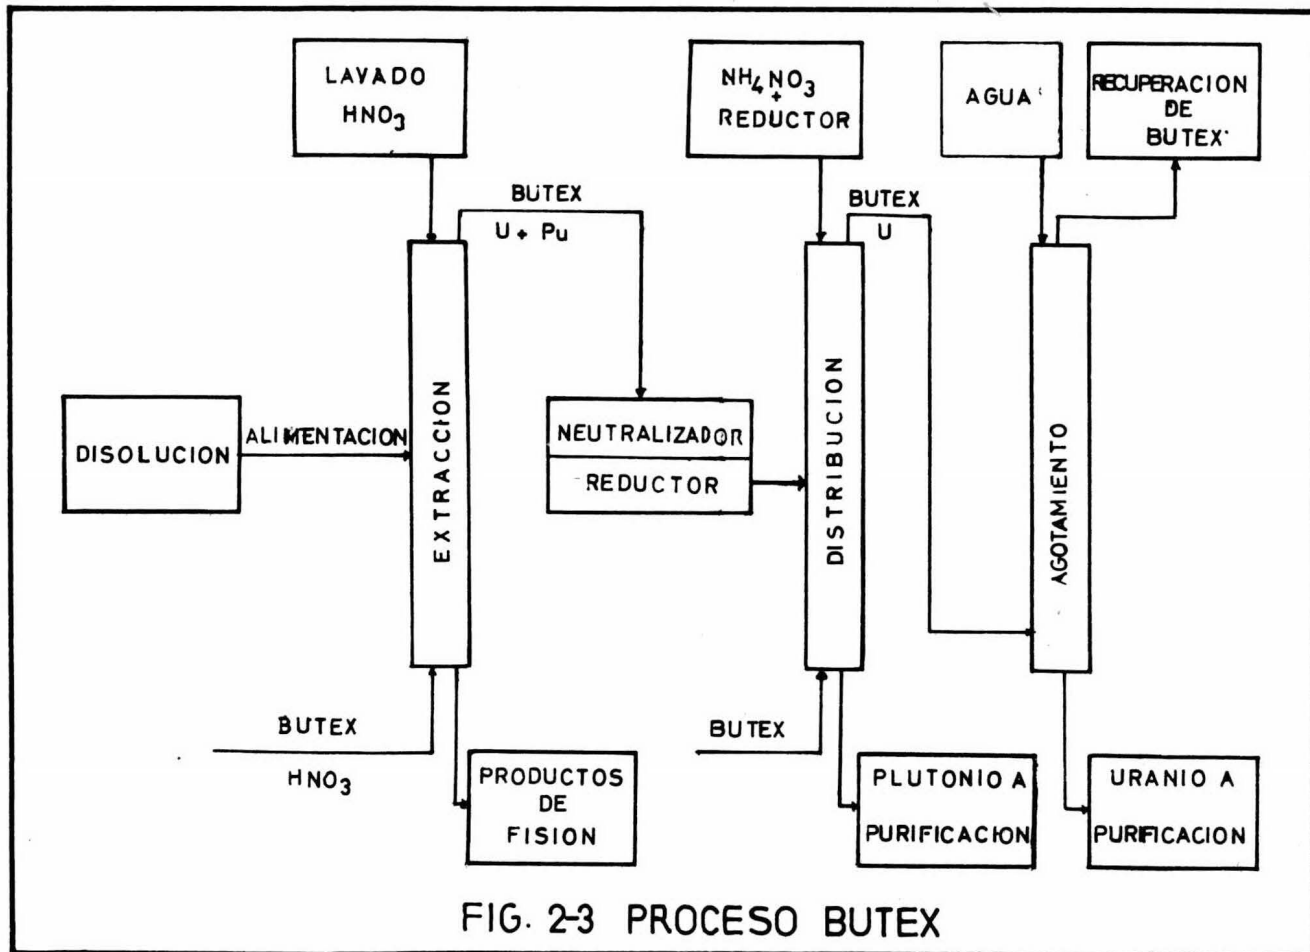 LAVADO
HNO3
NH4NO3
+
REDUCTOR
AGUA
RECUPERACION
DE
BUTEX
BUTEX
U + Pu
BUTEX
U
DISOLUCION
ALIMENTACION
EXTRACCION
NEUTRALIZADOR
REDUCTOR
DISTRIBUCION
AGOTAMIENTO
BUTEX
HNO3
PRODUCTOS
DE
FISION
BUTEX
PLUTONIO A
PURIFICACION
URANIO A
PURIFICACION
FIG. 2-3 PROCESO BUTEX